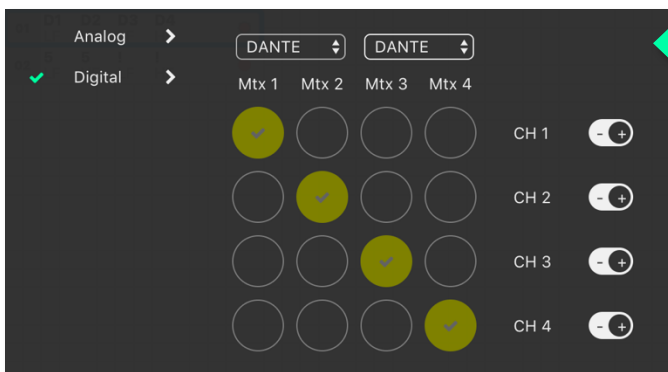 Analog
DANTE DANTE
Digital
Mtx 1 Mtx 2 Mtx 3 Mtx 4
CH 1 - +
CH 2 - +
CH 3 - +
CH 4 - +